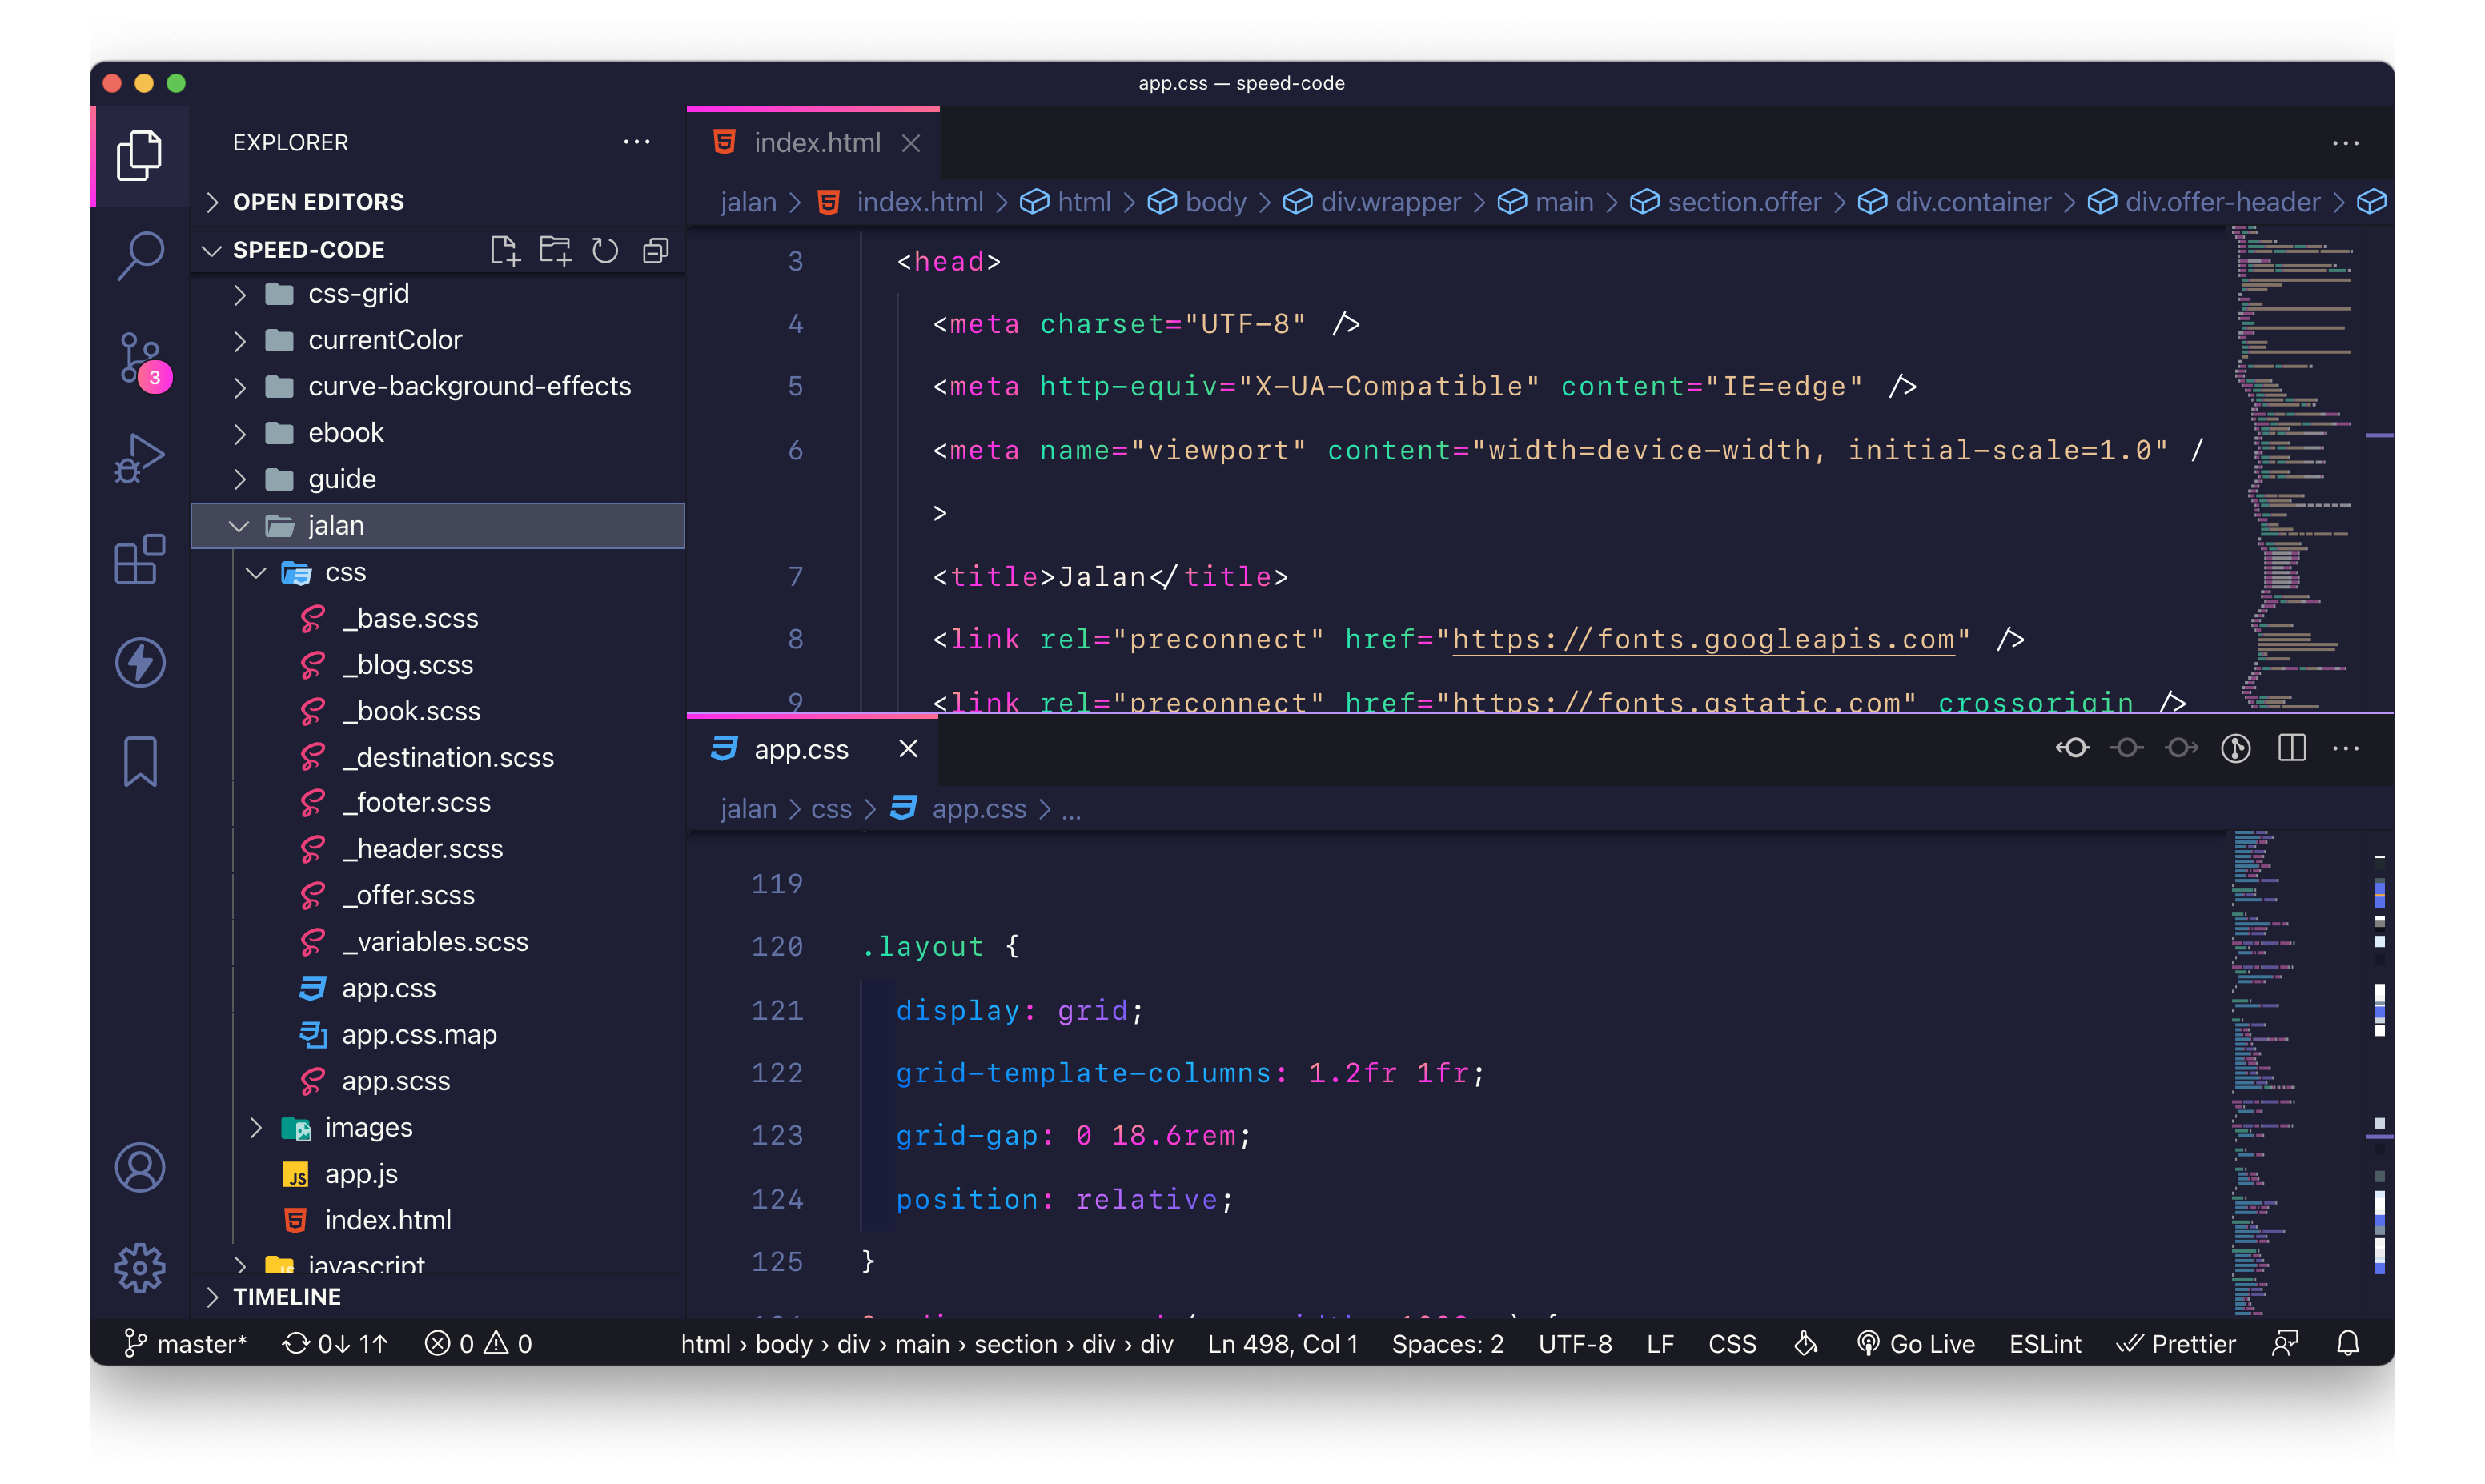 app.css — speed-code
EXPLORER
OPEN EDITORS
SPEED-CODE
css-grid
currentColor
curve-background-effects
ebook
guide
jalan
css
_base.scss
_blog.scss
_book.scss
_destination.scss
_footer.scss
_header.scss
_offer.scss
_variables.scss
app.css
app.css.map
app.scss
images
JS app.js
index.html
javascript
TIMELINE
3
index.html
jalan > index.html > html > body > div.wrapper > main > section.offer > div.container > div.offer-header >
3 <head>
4 <meta charset="UTF-8" />
5 <meta http-equiv="X-UA-Compatible" content="IE=edge" />
6 <meta name="viewport" content="width=device-width, initial-scale=1.0" /
>
7 <title>Jalan</title>
8 <link rel="preconnect" href="https://fonts.googleapis.com" />
9 <link rel="preconnect" href="https://fonts.gstatic.com" crossorigin />
app.css
jalan > css > app.css > ...
119
120 .layout {
121 display: grid;
122 grid-template-columns: 1.2fr 1fr;
123 grid-gap: 0 18.6rem;
124 position: relative;
125 }
master* 0↓ 1↑ 0 0 html › body › div › main › section › div › div Ln 498, Col 1 Spaces: 2 UTF-8 LF CSS Go Live ESLint Prettier